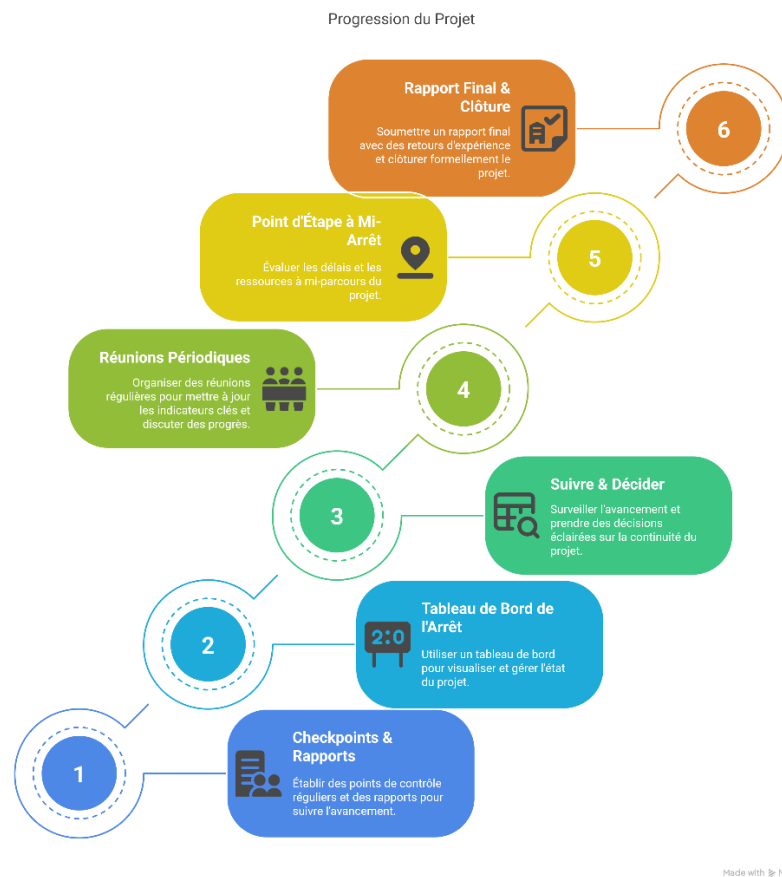 Progression du Projet
Rapport Final &
Clôture
Soumettre un rapport final
avec des retours d'expérience
et clôturer formellement le
projet.
6
Point d'Étape à Mi-
Arrêt
Évaluer les délais et les
ressources à mi-parcours du
projet.
5
Réunions Périodiques
Organiser des réunions
régulières pour mettre à jour
les indicateurs clés et
discuter des progrès.
4
3
Suivre & Décider
Surveiller l'avancement et
prendre des décisions
éclairées sur la continuité du
projet.
2
2:0
Tableau de Bord de
l'Arrêt
Utiliser un tableau de bord
pour visualiser et gérer l'état
du projet.
1
Checkpoints &
Rapports
Établir des points de contrôle
réguliers et des rapports pour
suivre l'avancement.
Made with